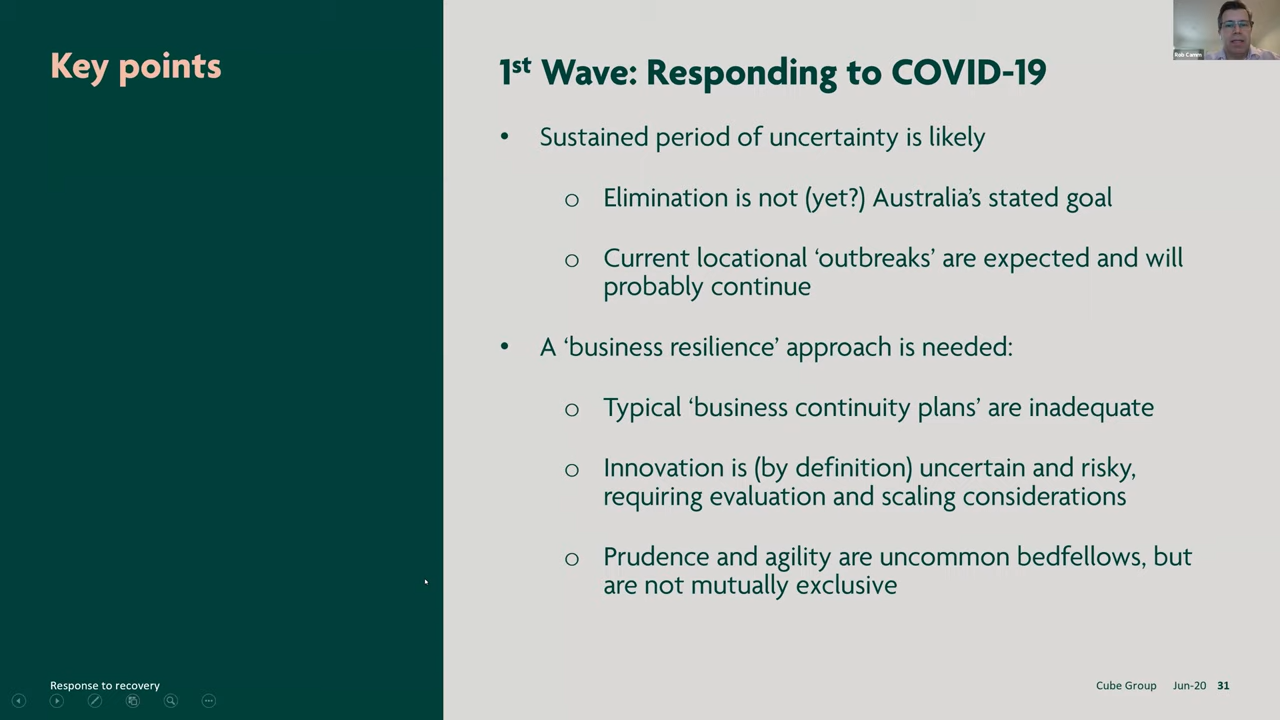 Key points
1st Wave: Responding to COVID-19
• Sustained period of uncertainty is likely
o Elimination is not (yet?) Australia’s stated goal
o Current locational ‘outbreaks’ are expected and will
probably continue
• A ‘business resilience’ approach is needed:
o Typical ‘business continuity plans’ are inadequate
o Innovation is (by definition) uncertain and risky,
requiring evaluation and scaling considerations
o Prudence and agility are uncommon bedfellows, but
are not mutually exclusive
Response to recovery
Cube Group Jun-20 31
Rob Camm